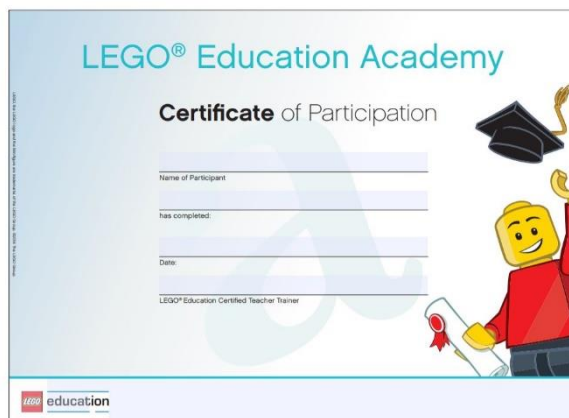 LEGO® Education Academy
Certificate of Participation
Name of Participant
has completed:
Date:
LEGO® Education Certified Teacher Trainer
LEGO education